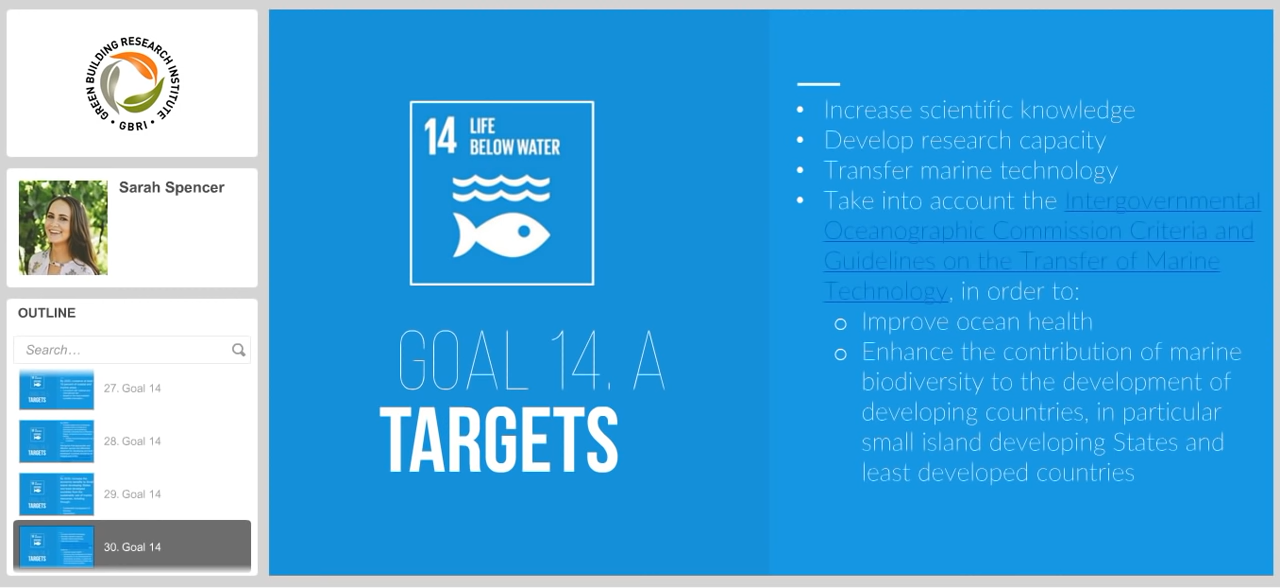 GREEN BUILDING RESEARCH INSTITUTE
• GBRI •
Sarah Spencer
OUTLINE
Search...
27. Goal 14
28. Goal 14
29. Goal 14
30. Goal 14
TARGETS
TARGETS
TARGETS
TARGETS
14 LIFE
BELOW WATER
GOAL 14. A
TARGETS
• Increase scientific knowledge
• Develop research capacity
• Transfer marine technology
• Take into account the Intergovernmental
Oceanographic Commission Criteria and
Guidelines on the Transfer of Marine
Technology, in order to:
o Improve ocean health
o Enhance the contribution of marine
biodiversity to the development of
developing countries, in particular
small island developing States and
least developed countries